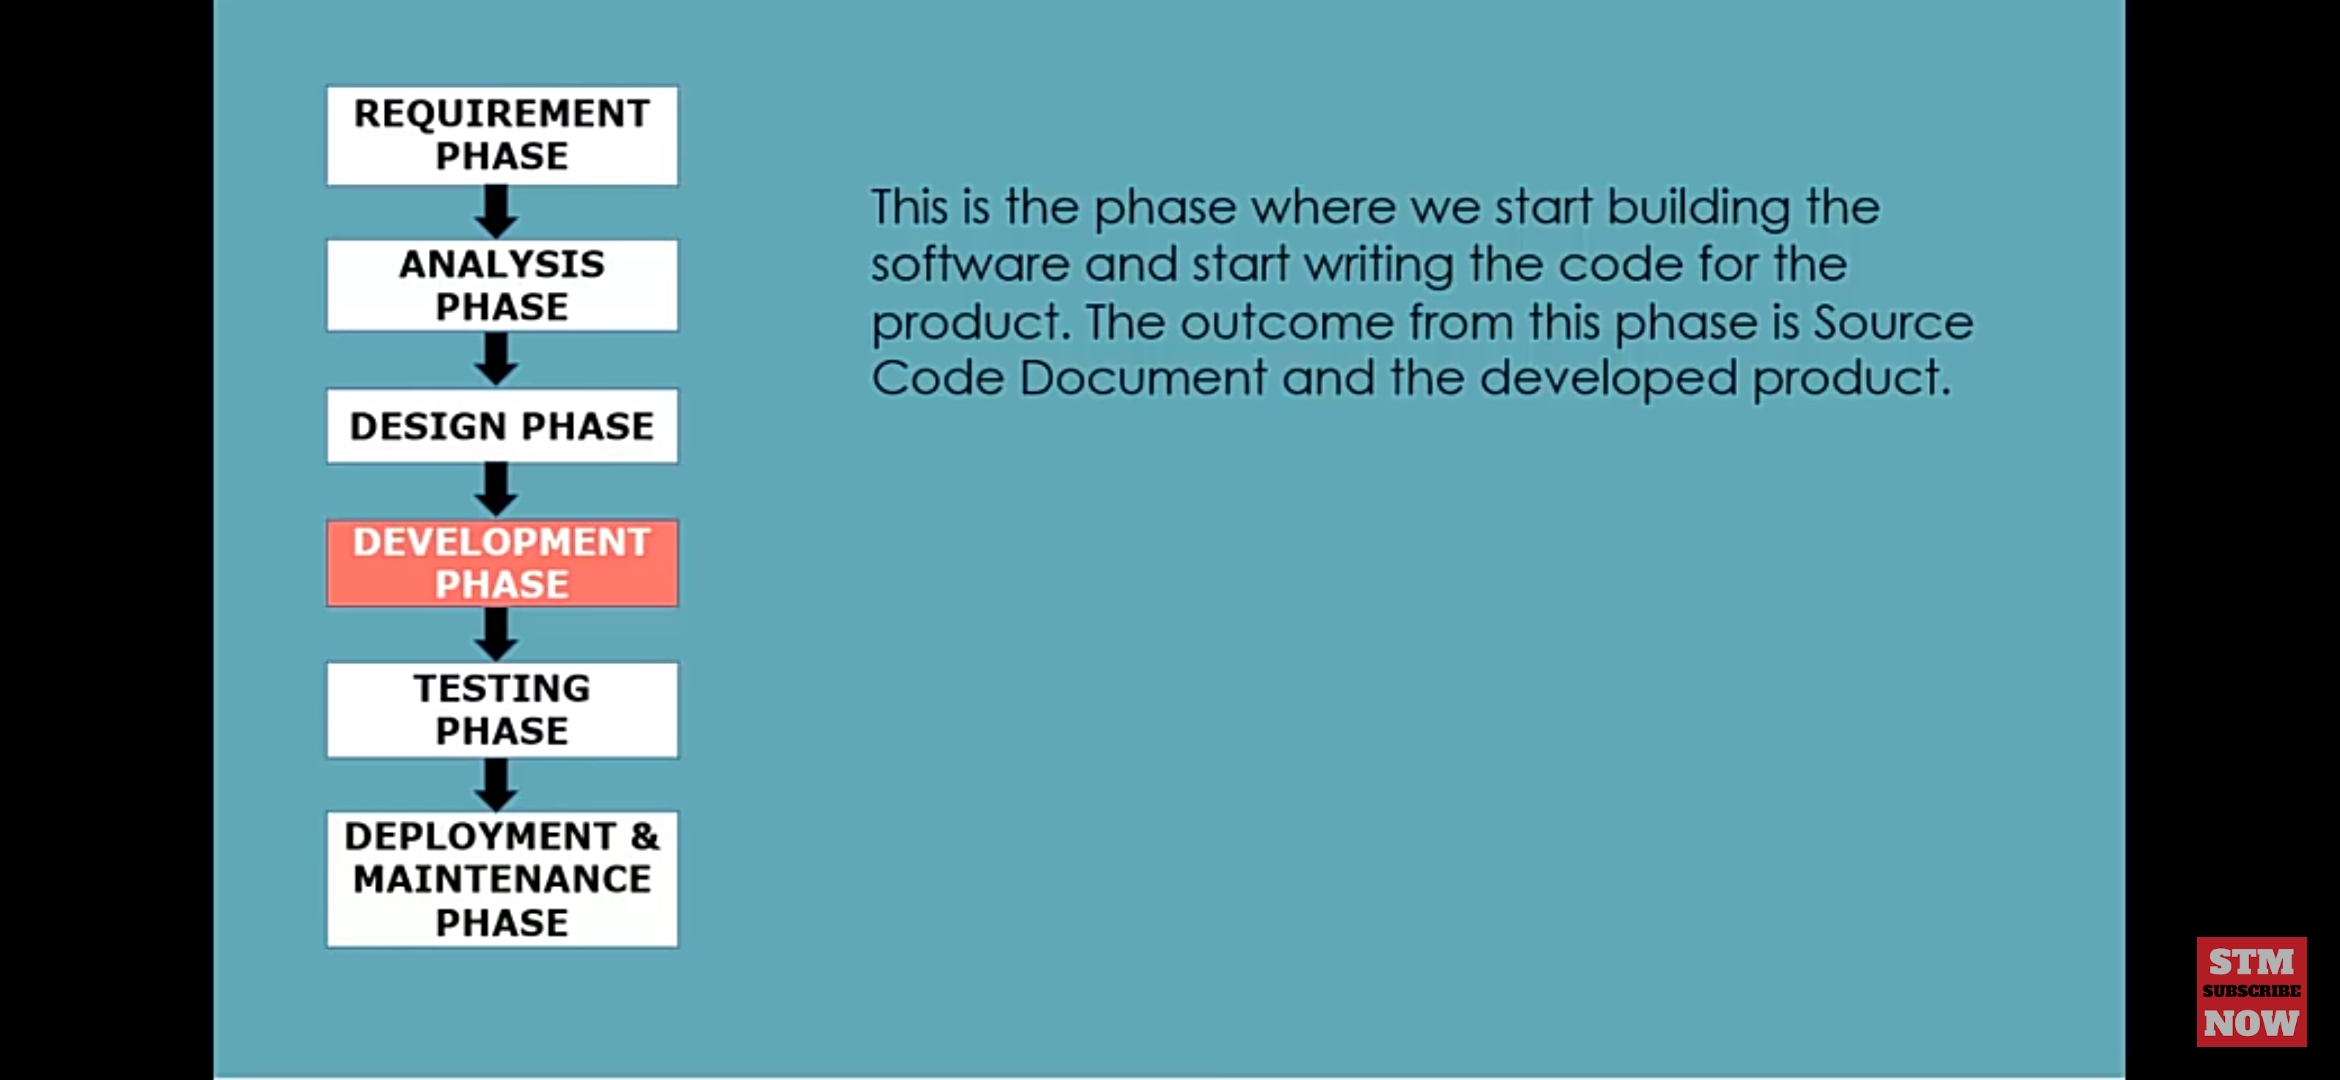 REQUIREMENT
PHASE
ANALYSIS
PHASE
DESIGN PHASE
DEVELOPMENT
PHASE
TESTING
PHASE
DEPLOYMENT &
MAINTENANCE
PHASE
This is the phase where we start building the
software and start writing the code for the
product. The outcome from this phase is Source
Code Document and the developed product.
STM
SUBSCRIBE
NOW